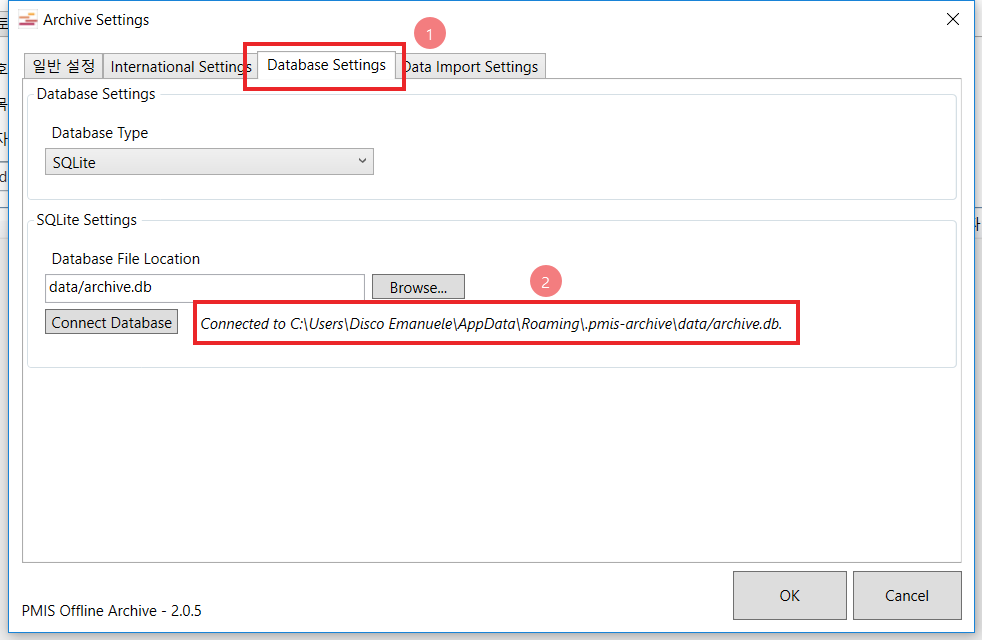 Archive Settings
1
일반 설정 International Settings Database Settings Data Import Settings
Database Settings
Database Type
SQLite
SQLite Settings
Database File Location
data/archive.db Browse... 2
Connect Database Connected to C:\Users\Disco Emanuele\AppData\Roaming\.pmis-archive\data/archive.db.
OK Cancel
PMIS Offline Archive - 2.0.5